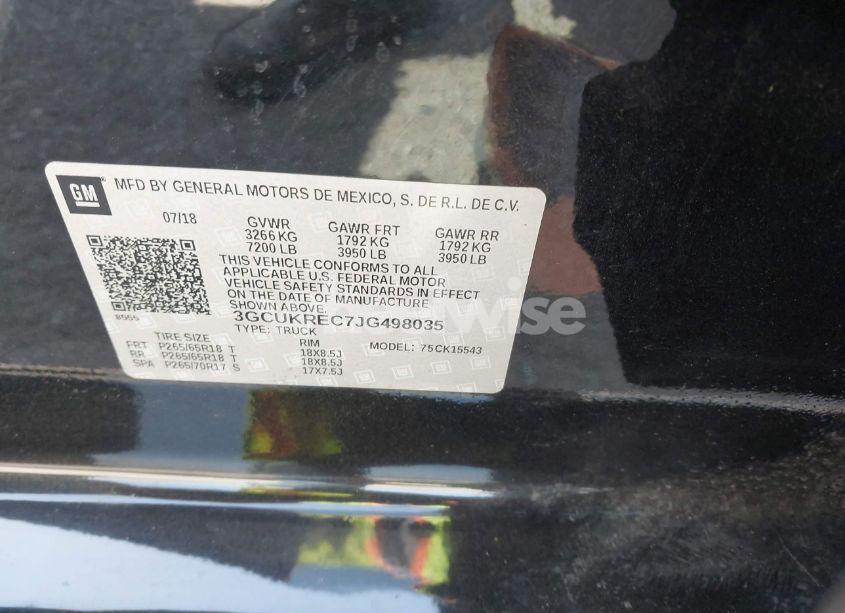 GM
MFD BY GENERAL MOTORS DE MEXICO, S. DE R.L. DE C.V.
07/18 GVWR GAWR FRT GAWR RR
3266 KG 1792 KG 1792 KG
7200 LB 3950 LB 3950 LB
THIS VEHICLE CONFORMS TO ALL
APPLICABLE U.S. FEDERAL MOTOR
VEHICLE SAFETY STANDARDS IN EFFECT
ON THE DATE OF MANUFACTURE
SHOWN ABOVE.
8555
3GCUKREC7JG498035
TYPE: TRUCK MODEL: 75CK15543
TIRE SIZE RIM
FRT P265/65R18 T 18X8.5J
RR P265/65R18 T 18X8.5J
SPA P265/70R17 S 17X7.5J